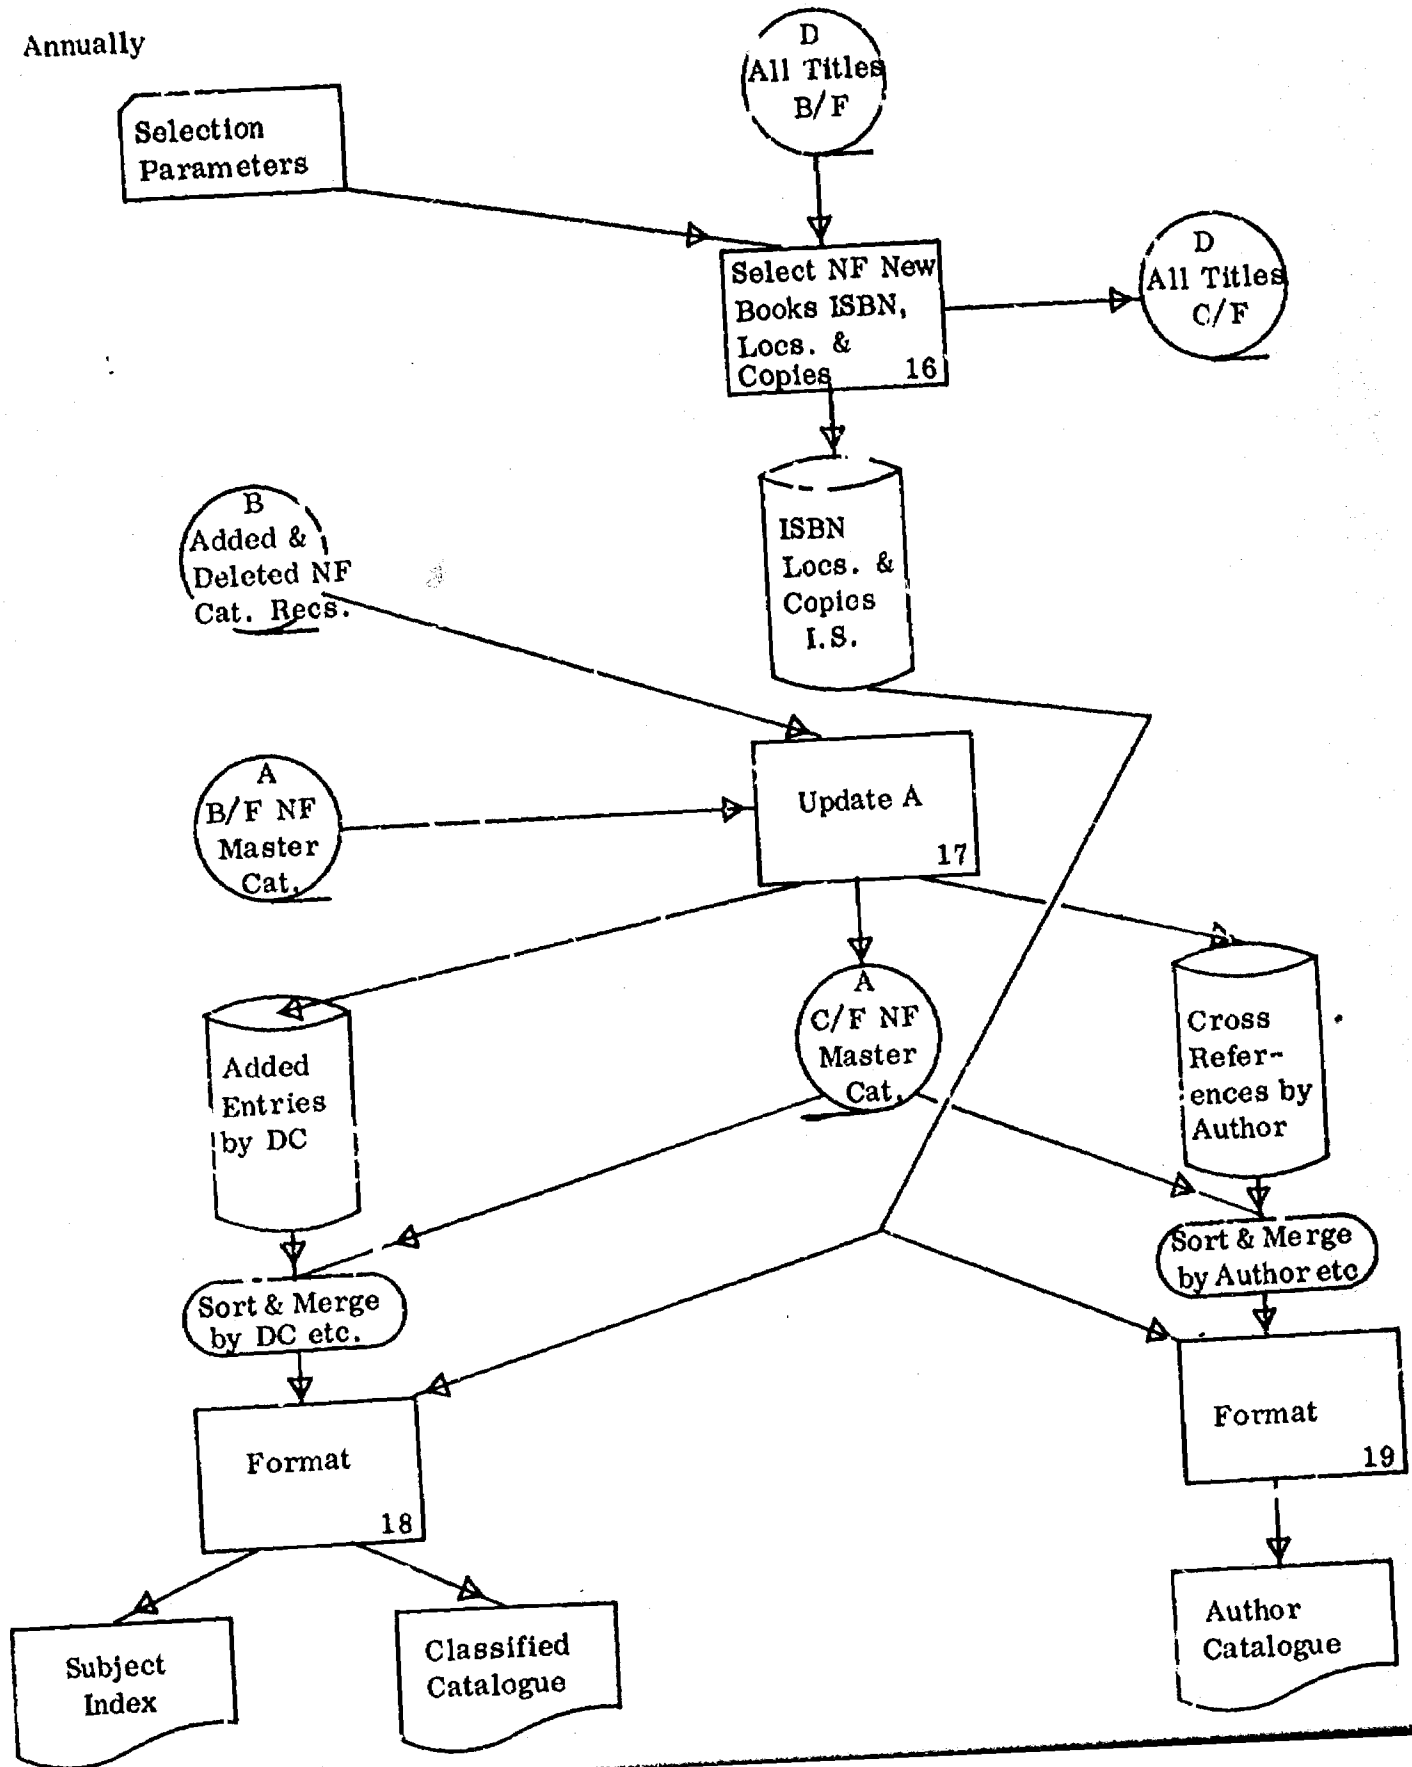 Annually
D
All Titles
B/F
Selection
Parameters
D
All Titles
C/F
Select NF New
Books ISBN,
Locs. &
Copies
16
B
Added &
Deleted NF
Cat. Recs.
ISBN
Locs. &
Copies
I.S.
A
B/F NF
Master
Cat.
Update A
17
A
C/F NF
Master
Cat.
Added
Entries
by DC
Cross
Refer-
ences by
Author
Sort & Merge
by DC etc.
Sort & Merge
by Author etc
Format
18
Format
19
Subject
Index
Classified
Catalogue
Author
Catalogue